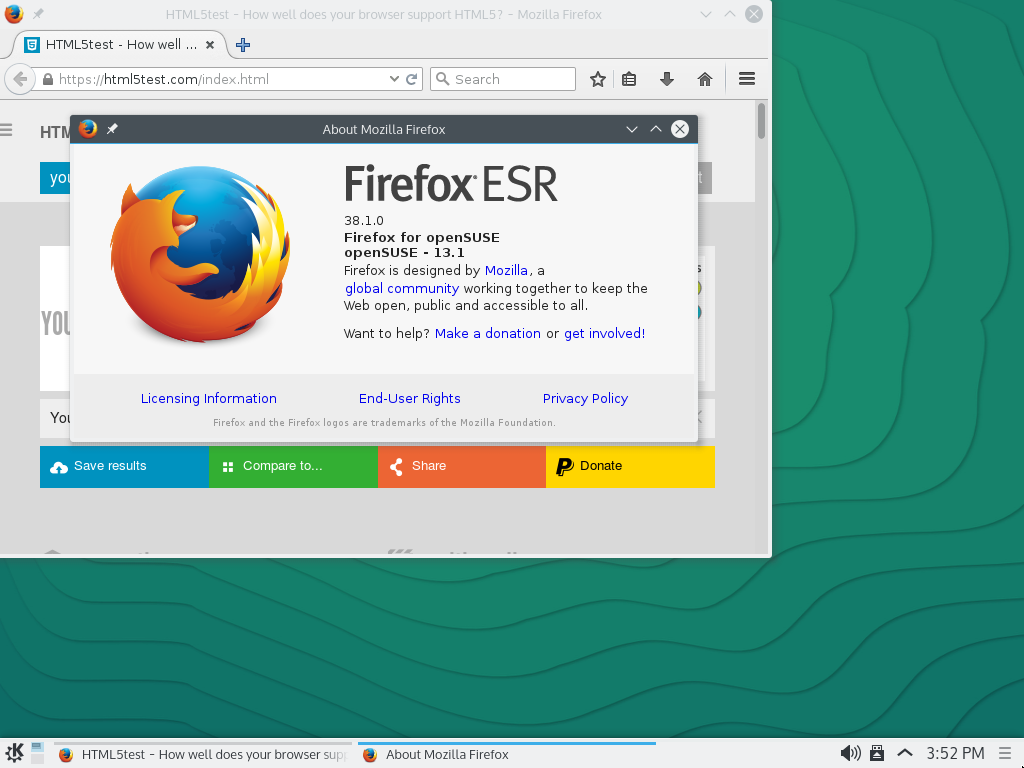 HTML5test - How well does your browser support HTML5? - Mozilla Firefox
HTML5test - How well ...
https://html5test.com/index.html
Search
About Mozilla Firefox
Firefox ESR
38.1.0
Firefox for openSUSE
openSUSE - 13.1
Firefox is designed by Mozilla, a
global community working together to keep the
Web open, public and accessible to all.
Want to help? Make a donation or get involved!
Licensing Information End-User Rights Privacy Policy
Firefox and the Firefox logos are trademarks of the Mozilla Foundation.
Save results Compare to... Share Donate
HTML5test - How well does your browser supp About Mozilla Firefox 3:52 PM